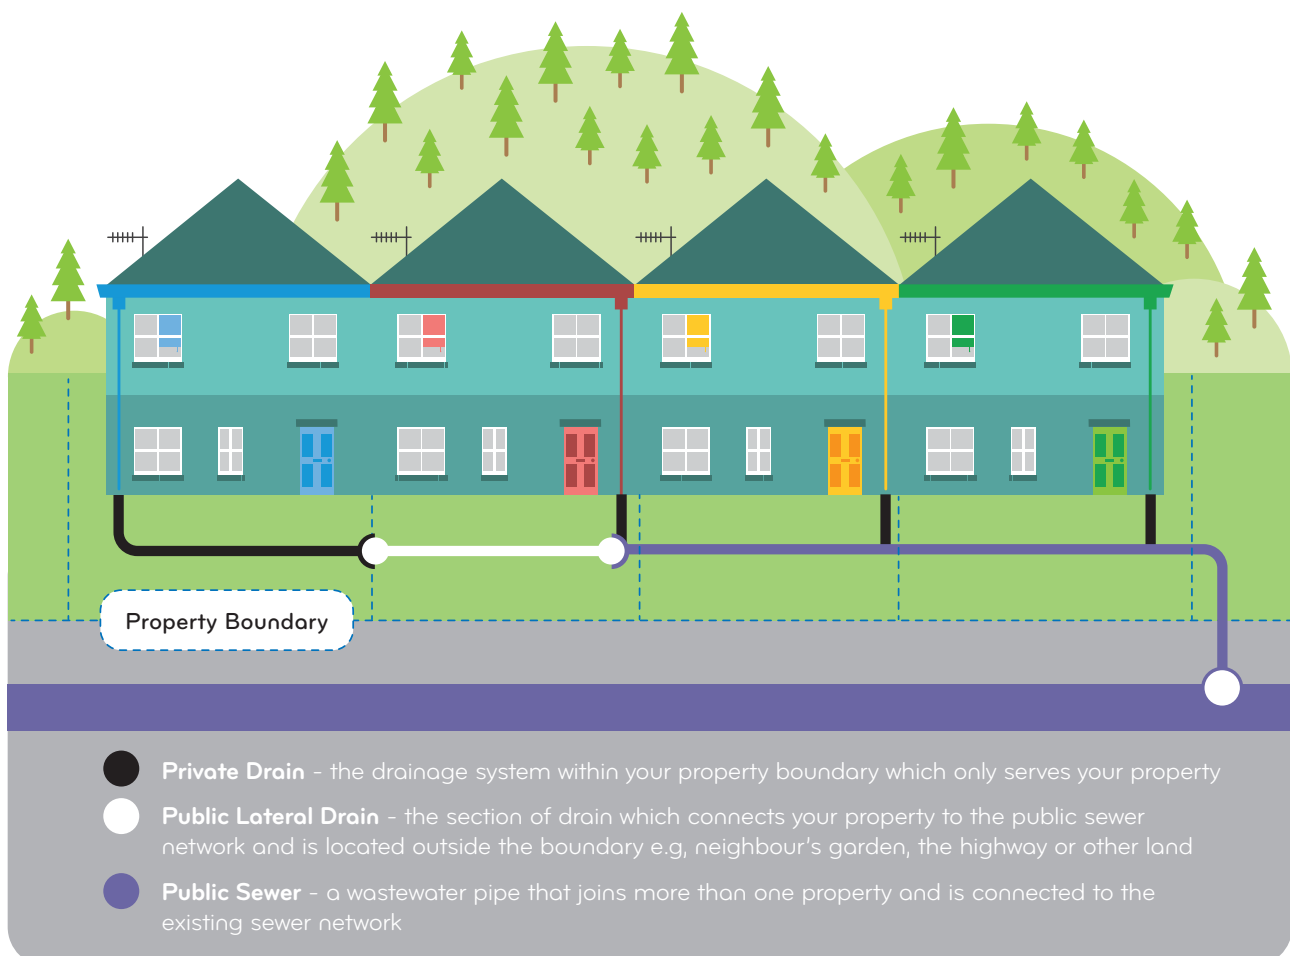 Property Boundary
Private Drain - the drainage system within your property boundary which only serves your property
Public Lateral Drain - the section of drain which connects your property to the public sewer
network and is located outside the boundary e.g, neighbour's garden, the highway or other land
Public Sewer - a wastewater pipe that joins more than one property and is connected to the
existing sewer network